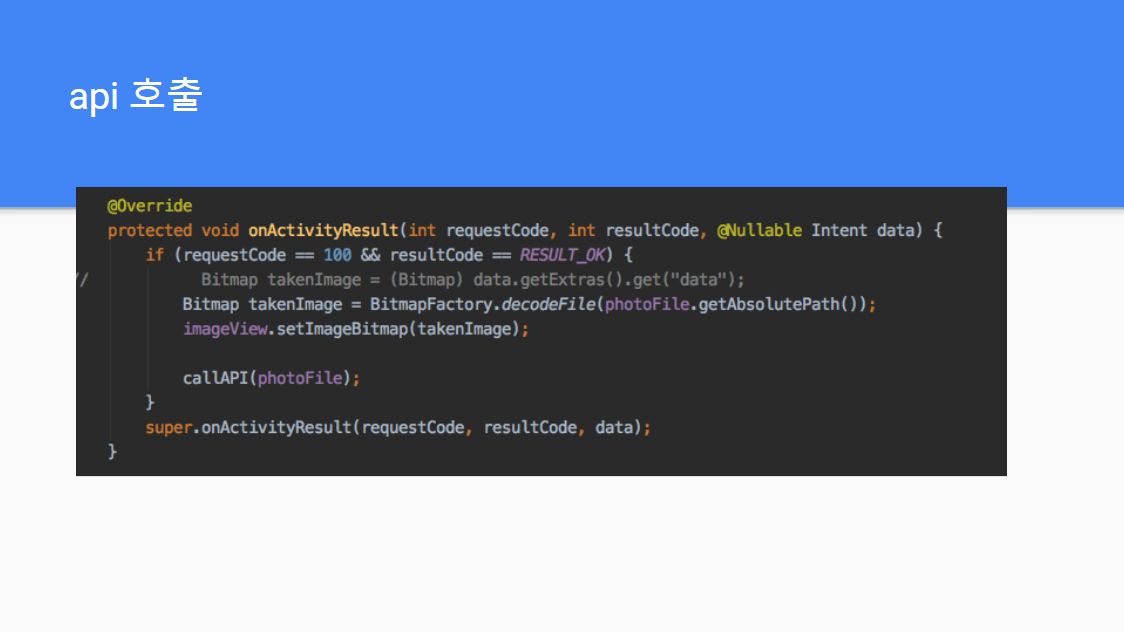 api 호출
@Override
protected void onActivityResult(int requestCode, int resultCode, @Nullable Intent data) {
if (requestCode == 100 && resultCode == RESULT_OK) {
// Bitmap takenImage = (Bitmap) data.getExtras().get("data");
Bitmap takenImage = BitmapFactory.decodeFile(photoFile.getAbsolutePath());
imageView.setImageBitmap(takenImage);
callAPI(photoFile);
}
super.onActivityResult(requestCode, resultCode, data);
}